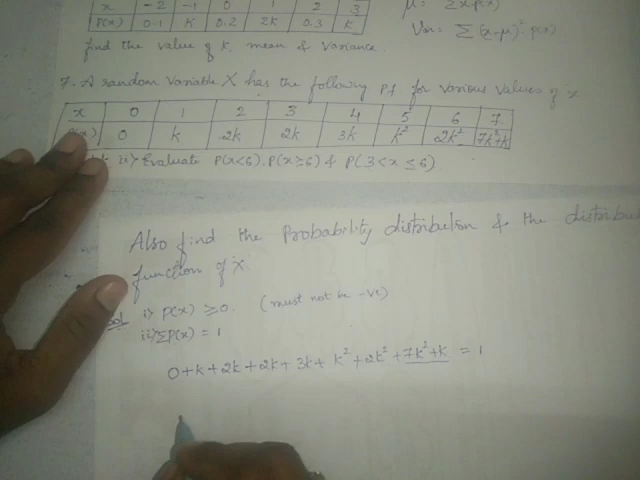 x -2 -1 0 1 2 3
P(x) 0.1 K 0.2 2K 0.3 K
μ = Σx.p(x)
Var = Σ(x-μ)². p(x)
find the value of K, mean & variance.
7. A random variable X has the following P.f. for various values of x
x 0 1 2 3 4 5 6 7
P(x) 0 k 2k 2k 3k k² 2k² 7k²+k
ii) Evaluate P(x<6), P(x≥6) & P(3<x≤6)
Also find the Probability distribution & the
function of X.
i) P(x) ≥0. (must not be -ve)
ii) ΣP(x) = 1
0+k+2k+2k+3k+k²+2k²+7k²+k = 1